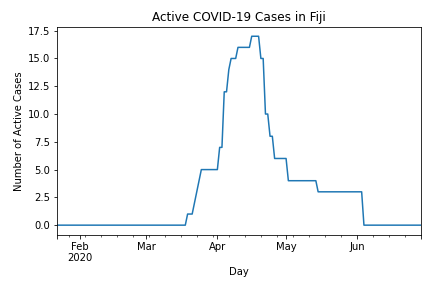 Active COVID-19 Cases in Fiji
17.5
15.0
12.5
10.0
7.5
5.0
2.5
0.0
Number of Active Cases
Feb Mar Apr May Jun
2020
Day